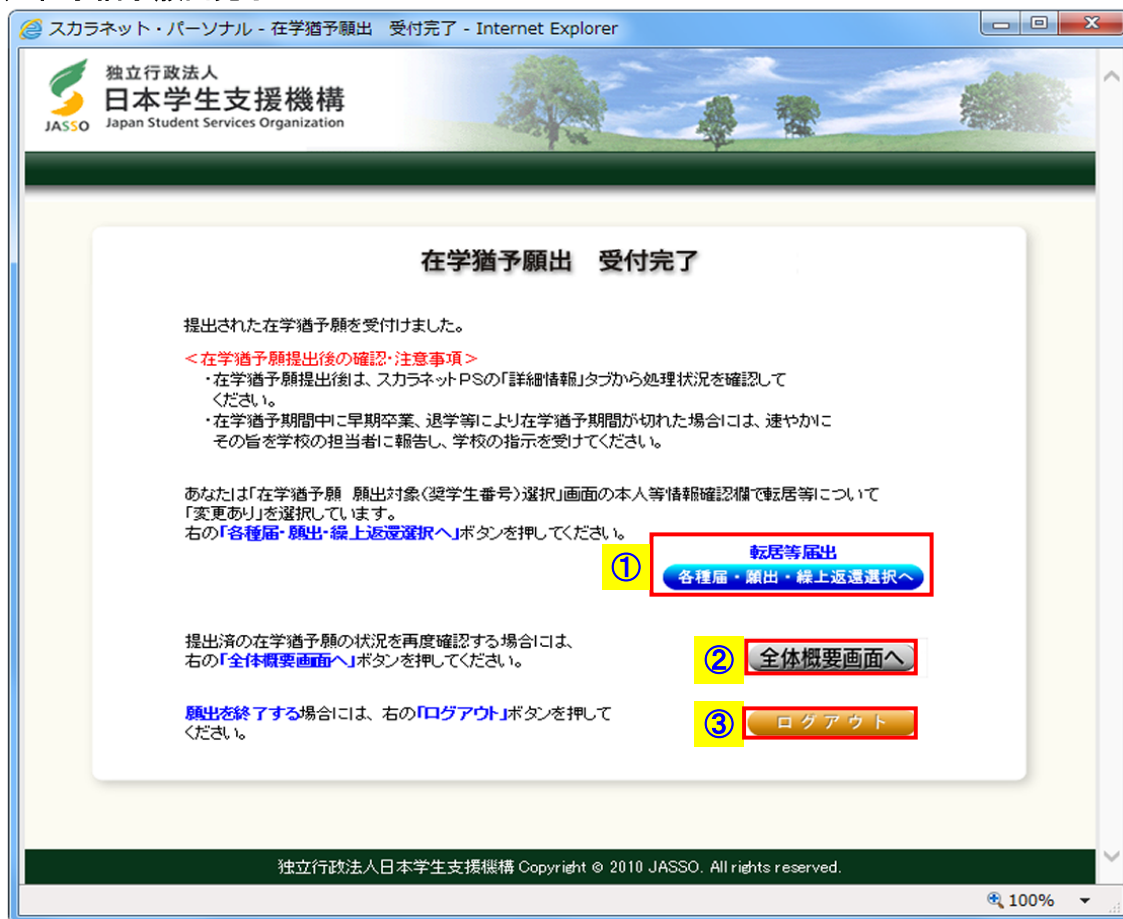 スカラネット・パーソナル - 在学猶予願出　受付完了 - Internet Explorer
独立行政法人
日本学生支援機構
JASSO Japan Student Services Organization
在学猶予願出　受付完了
提出された在学猶予願を受付けました。
＜在学猶予願提出後の確認・注意事項＞
・在学猶予願提出後は、スカラネットPSの「詳細情報」タブから処理状況を確認して
ください。
・在学猶予期間中に早期卒業、退学等により在学猶予期間が切れた場合には、速やかに
その旨を学校の担当者に報告し、学校の指示を受けてください。
あなたは「在学猶予願　願出対象（奨学生番号）選択」画面の本人等情報確認欄で転居等について
「変更あり」を選択しています。
右の「各種届・願出・繰上返還選択へ」ボタンを押してください。
転居等届出
① 各種届・願出・繰上返還選択へ
提出済の在学猶予願の状況を再度確認する場合には、
右の「全体概要画面へ」ボタンを押してください。
② 全体概要画面へ
願出を終了する場合には、右の「ログアウト」ボタンを押して
ください。
③ ログアウト
独立行政法人日本学生支援機構 Copyright © 2010 JASSO. All rights reserved.
100%